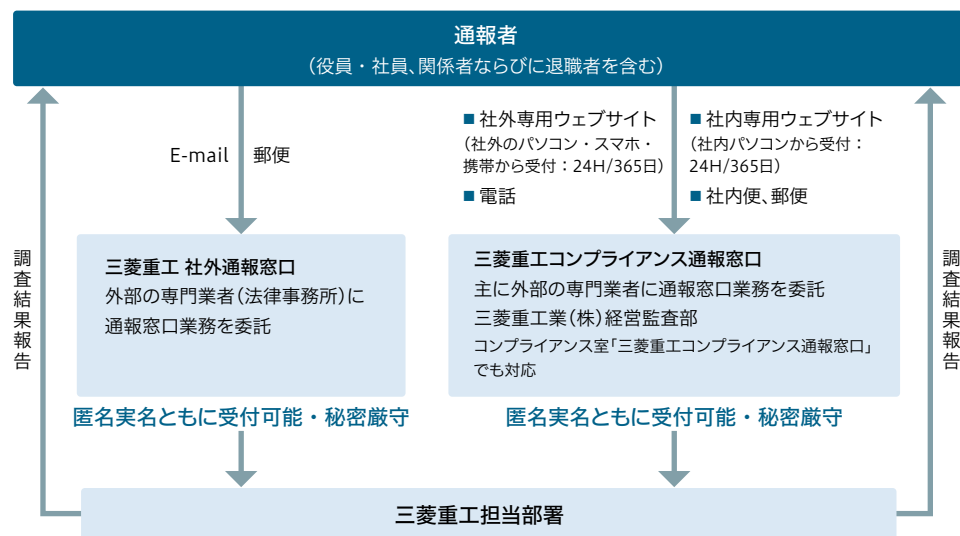 通報者
（役員・社員、関係者ならびに退職者を含む）
E-mail 郵便
■ 社外専用ウェブサイト
（社外のパソコン・スマホ・
携帯から受付：24H/365日）
■ 電話
■ 社内専用ウェブサイト
（社内パソコンから受付：
24H/365日）
■ 社内便、郵便
調査結果報告
三菱重工 社外通報窓口
外部の専門業者（法律事務所）に
通報窓口業務を委託
三菱重工コンプライアンス通報窓口
主に外部の専門業者に通報窓口業務を委託
三菱重工業（株）経営監査部
コンプライアンス室「三菱重工コンプライアンス通報窓口」
でも対応
調査結果報告
匿名実名ともに受付可能・秘密厳守
匿名実名ともに受付可能・秘密厳守
三菱重工担当部署